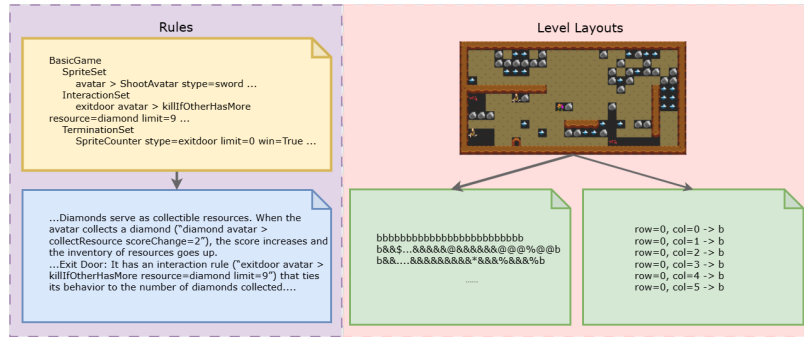 Rules
BasicGame
SpriteSet
avatar > ShootAvatar stype=sword ...
InteractionSet
exitdoor avatar > killIfOtherHasMore
resource=diamond limit=9 ...
TerminationSet
SpriteCounter stype=exitdoor limit=0 win=True ...
...Diamonds serve as collectible resources. When the
avatar collects a diamond ("diamond avatar >
collectResource scoreChange=2"), the score increases and
the inventory of resources goes up.
...Exit Door: It has an interaction rule ("exitdoor avatar >
killIfOtherHasMore resource=diamond limit=9") that ties
its behavior to the number of diamonds collected....
Level Layouts
bbbbbbbbbbbbbbbbbbbbbbbbbb
b&&$...&&&&&@&&&&&&@@@%@@b
b&&....&&&&&&&&&*&&&%&&&%b
......
row=0, col=0 -> b
row=0, col=1 -> b
row=0, col=2 -> b
row=0, col=3 -> b
row=0, col=4 -> b
row=0, col=5 -> b